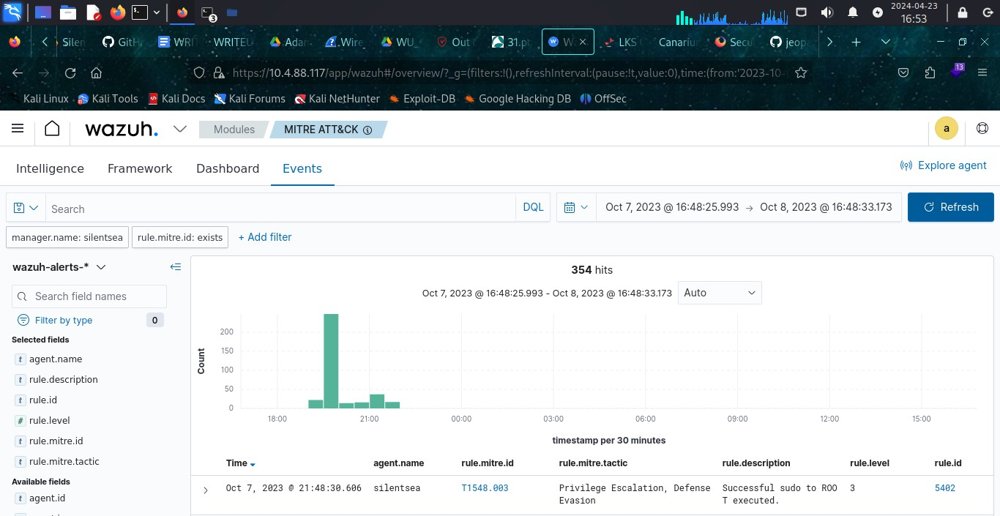 2024-04-23
16:53
3
Silen
GitH
WRIT
WRITEU
Adan
Wire
WU_
Out
31.pt
W
LKS
Canariu
Secu
jeop
https://10.4.88.117/app/wazuh#/overview/?_g=(filters:!(),refreshInterval:(pause:!t,value:0),time:(from:'2023-10-
13
Kali Linux
Kali Tools
Kali Docs
Kali Forums
Kali NetHunter
Exploit-DB
Google Hacking DB
OffSec
wazuh.
Modules
MITRE ATT&CK
a
Intelligence
Framework
Dashboard
Events
Explore agent
Search
DQL
Oct 7, 2023 @ 16:48:25.993 → Oct 8, 2023 @ 16:48:33.173
Refresh
manager.name: silentsea
rule.mitre.id: exists
+ Add filter
wazuh-alerts-*
Search field names
Filter by type
0
Selected fields
t agent.name
t rule.description
t rule.id
# rule.level
t rule.mitre.id
t rule.mitre.tactic
Available fields
t agent.id
354 hits
Oct 7, 2023 @ 16:48:25.993 - Oct 8, 2023 @ 16:48:33.173
Auto
Count
200
150
100
50
0
18:00
21:00
00:00
03:00
06:00
09:00
12:00
15:00
timestamp per 30 minutes
Time
agent.name
rule.mitre.id
rule.mitre.tactic
rule.description
rule.level
rule.id
Oct 7, 2023 @ 21:48:30.606
silentsea
T1548.003
Privilege Escalation, Defense
Evasion
Successful sudo to ROO
T executed.
3
5402